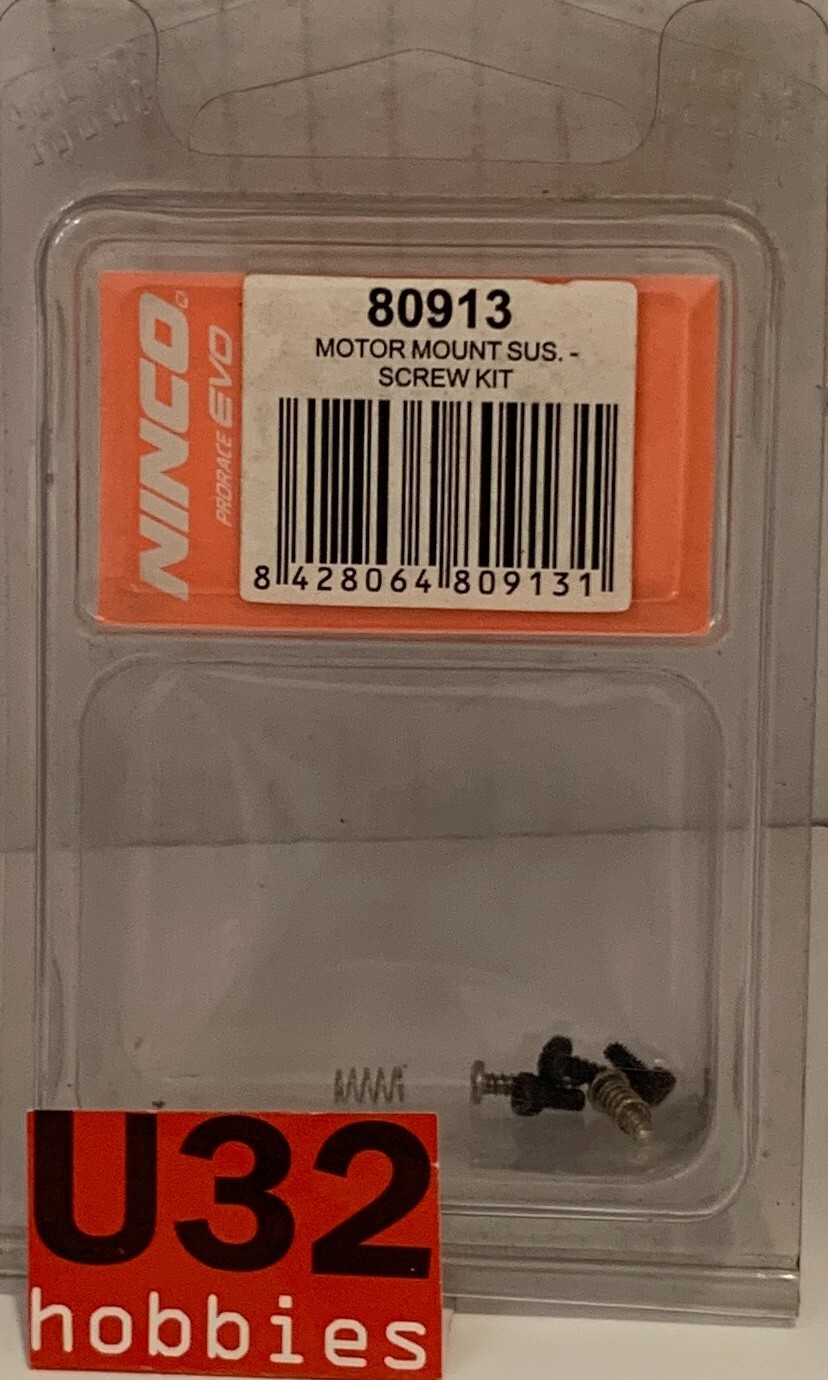 80913
MOTOR MOUNT SUS. -
SCREW KIT
NINCO®
PRORACE EVO
8 428064 809131
U32
hobbies